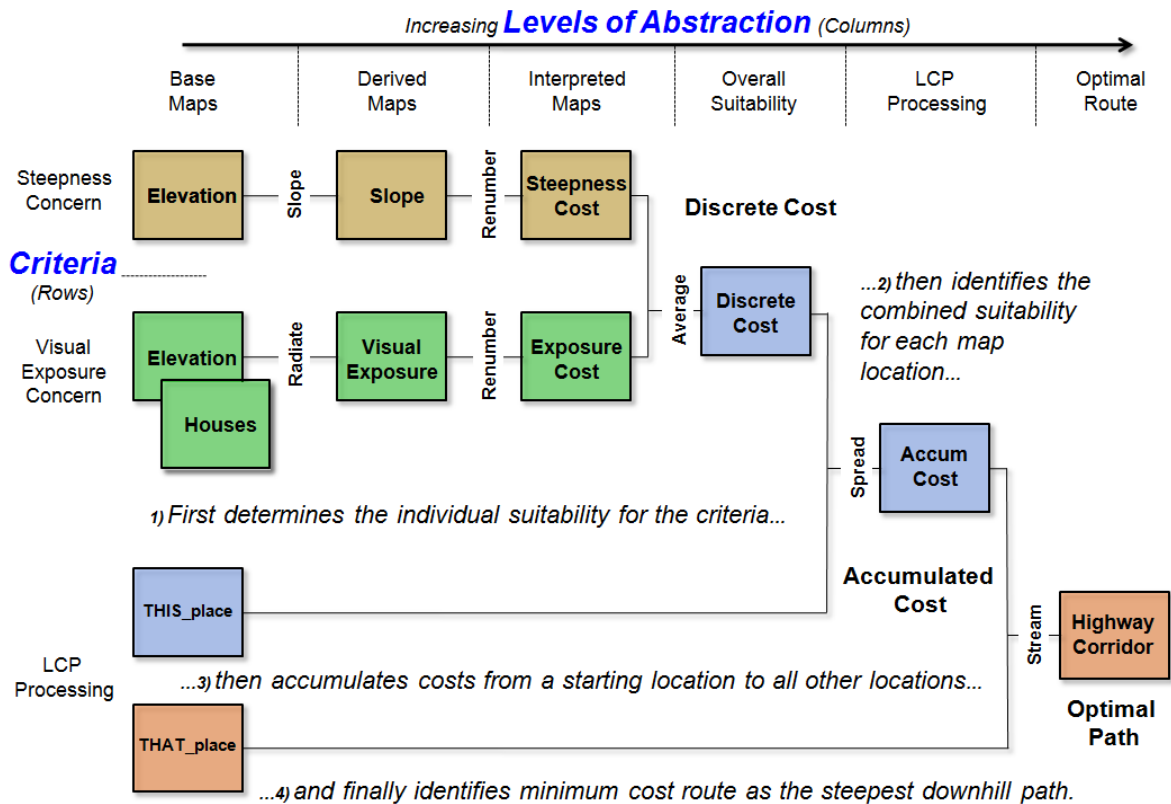 Increasing Levels of Abstraction (Columns)
Base
Maps
Derived
Maps
Interpreted
Maps
Overall
Suitability
LCP
Processing
Optimal
Route
Steepness
Concern
Elevation
Slope
Slope
Renumber
Steepness
Cost
Discrete Cost
Criteria
(Rows)
Visual
Exposure
Concern
Elevation
Houses
Radiate
Visual
Exposure
Renumber
Exposure
Cost
Average
Discrete
Cost
...2) then identifies the
combined suitability
for each map
location...
Spread
Accum
Cost
1) First determines the individual suitability for the criteria...
THIS_place
Accumulated
Cost
Stream
Highway
Corridor
LCP
Processing
...3) then accumulates costs from a starting location to all other locations...
THAT_place
Optimal
Path
...4) and finally identifies minimum cost route as the steepest downhill path.